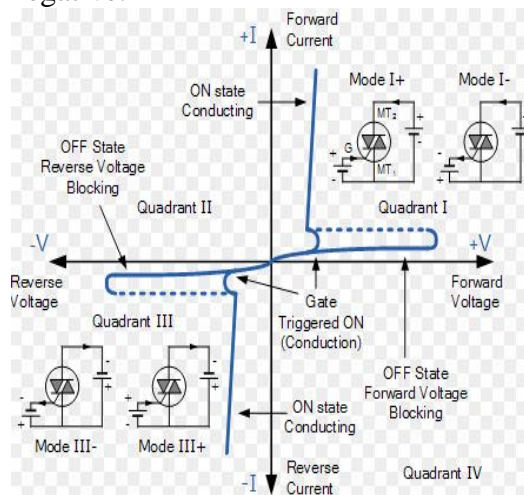 +I
Forward
Current
ON state
Conducting
Mode I+
Mode I-
MT2
G
MT1
+
-
+
-
-
+
+
-
OFF State
Reverse Voltage
Blocking
Quadrant II
Quadrant I
-V
+V
Reverse
Voltage
Forward
Voltage
Gate
Triggered ON
(Conduction)
Quadrant III
OFF State
Forward Voltage
Blocking
-
+
-
+
+
-
-
+
ON state
Conducting
Mode III-
Mode III+
-I
Reverse
Current
Quadrant IV